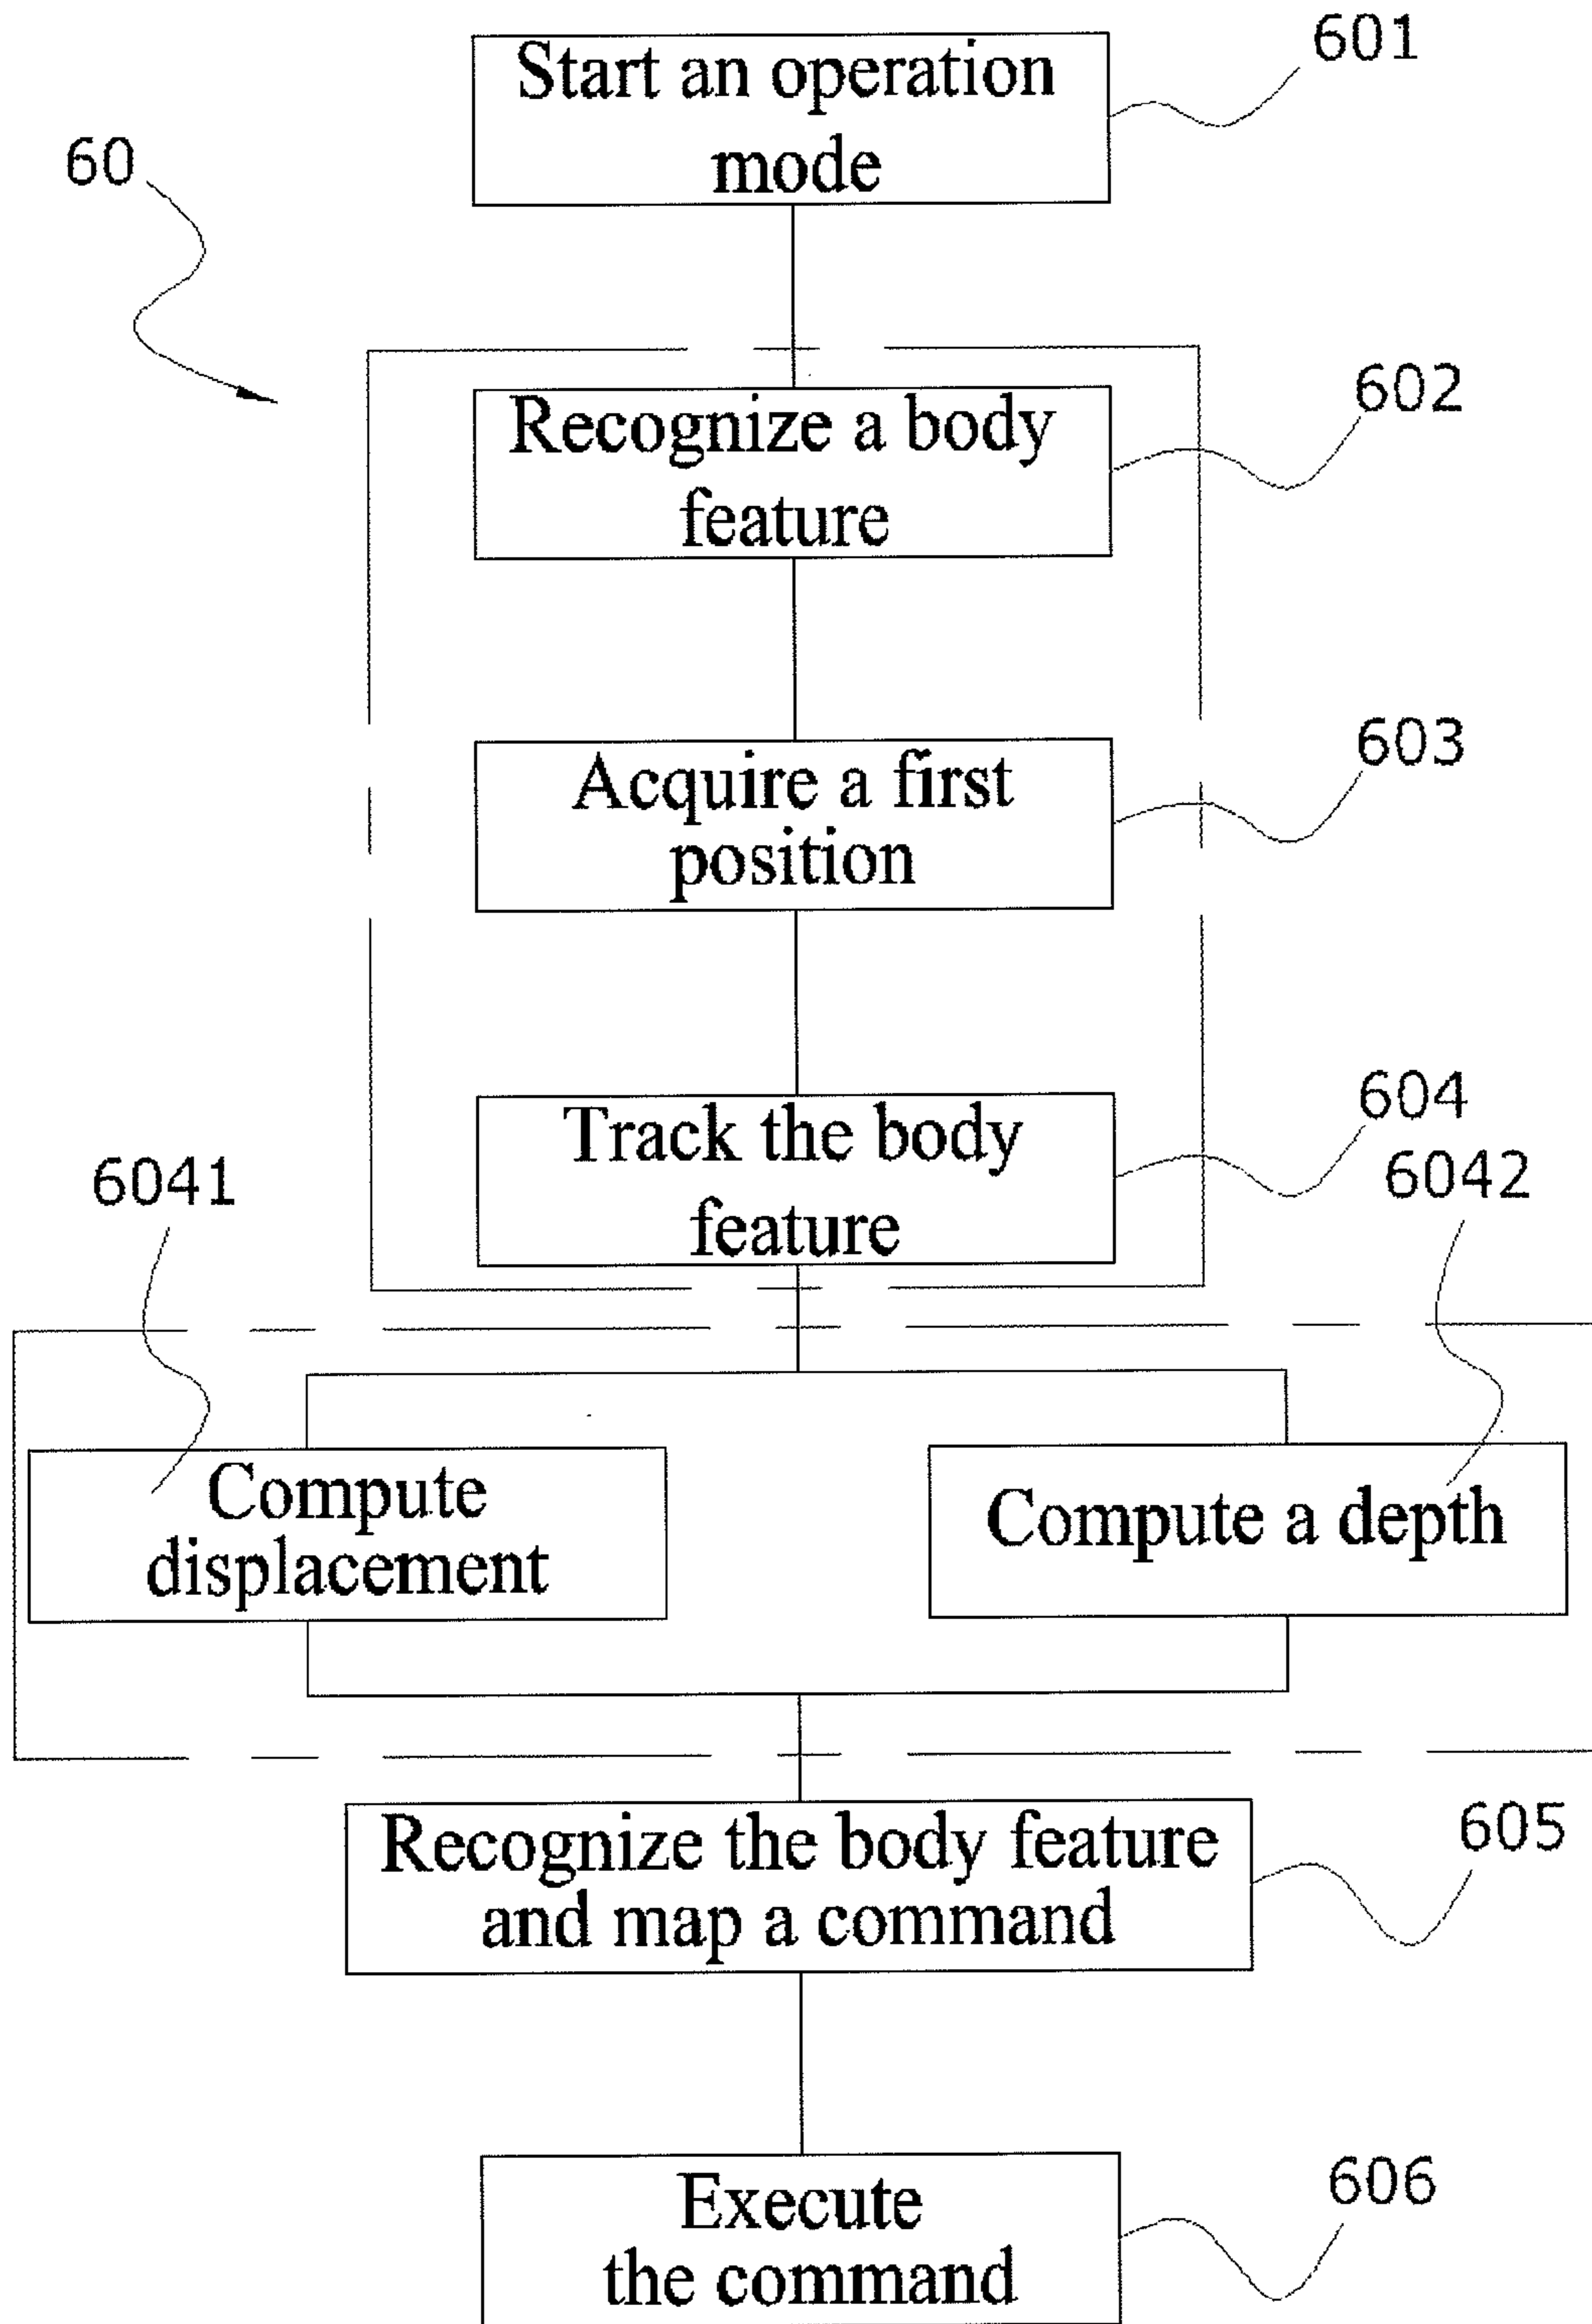 601
Start an operation
mode
60
602
Recognize a body
feature
603
Acquire a first
position
604
Track the body
feature
6041
6042
Compute
displacement
Compute a depth
605
Recognize the body feature
and map a command
606
Execute
the command